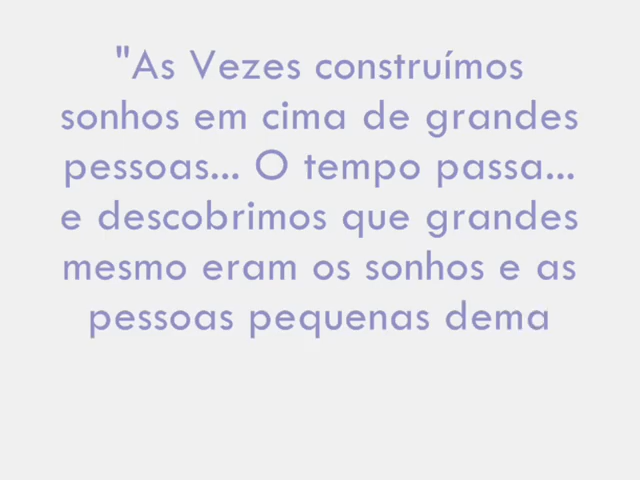 "As Vezes construímos
sonhos em cima de grandes
pessoas... O tempo passa...
e descobrimos que grandes
mesmo eram os sonhos e as
pessoas pequenas dema